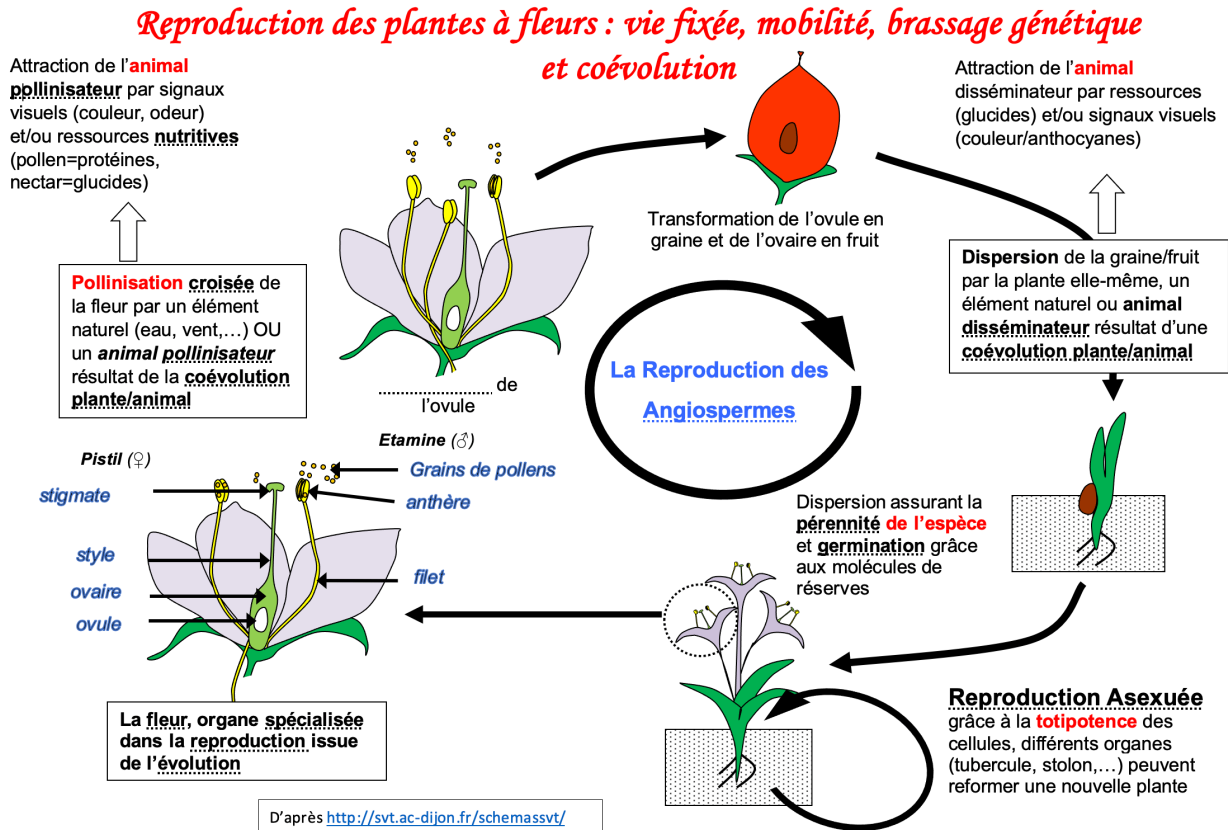 Reproduction des plantes à fleurs : vie fixée, mobilité, brassage génétique
et coévolution
Attraction de l'animal
pollinisateur par signaux
visuels (couleur, odeur)
et/ou ressources nutritives
(pollen=protéines,
nectar=glucides)
Attraction de l'animal
disséminateur par ressources
(glucides) et/ou signaux visuels
(couleur/anthocyanes)
Transformation de l'ovule en
graine et de l'ovaire en fruit
Pollinisation croisée de
la fleur par un élément
naturel (eau, vent,…) OU
un animal pollinisateur
résultat de la coévolution
plante/animal
Dispersion de la graine/fruit
par la plante elle-même, un
élément naturel ou animal
disséminateur résultat d'une
coévolution plante/animal
.................... de
l'ovule
La Reproduction des
Angiospermes
Pistil (♀)
Etamine (♂)
stigmate
style
ovaire
ovule
Grains de pollens
anthère
filet
Dispersion assurant la
pérennité de l'espèce
et germination grâce
aux molécules de
réserves
La fleur, organe spécialisée
dans la reproduction issue
de l'évolution
Reproduction Asexuée
grâce à la totipotence des
cellules, différents organes
(tubercule, stolon,…) peuvent
reformer une nouvelle plante
D'après http://svt.ac-dijon.fr/schemassvt/